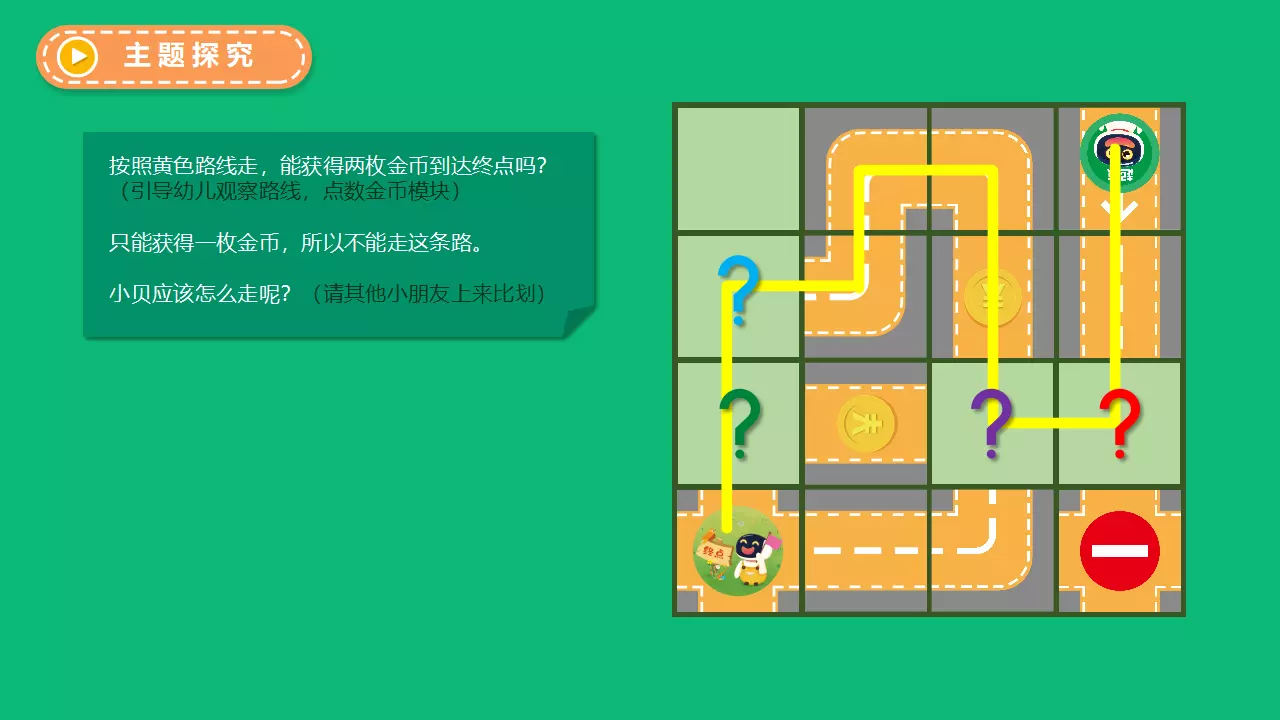 主题探究
按照黄色路线走，能获得两枚金币到达终点吗？
（引导幼儿观察路线，点数金币模块）
只能获得一枚金币，所以不能走这条路。
小贝应该怎么走呢？（请其他小朋友上来比划）
?
¥
?
¥
?
?
终点